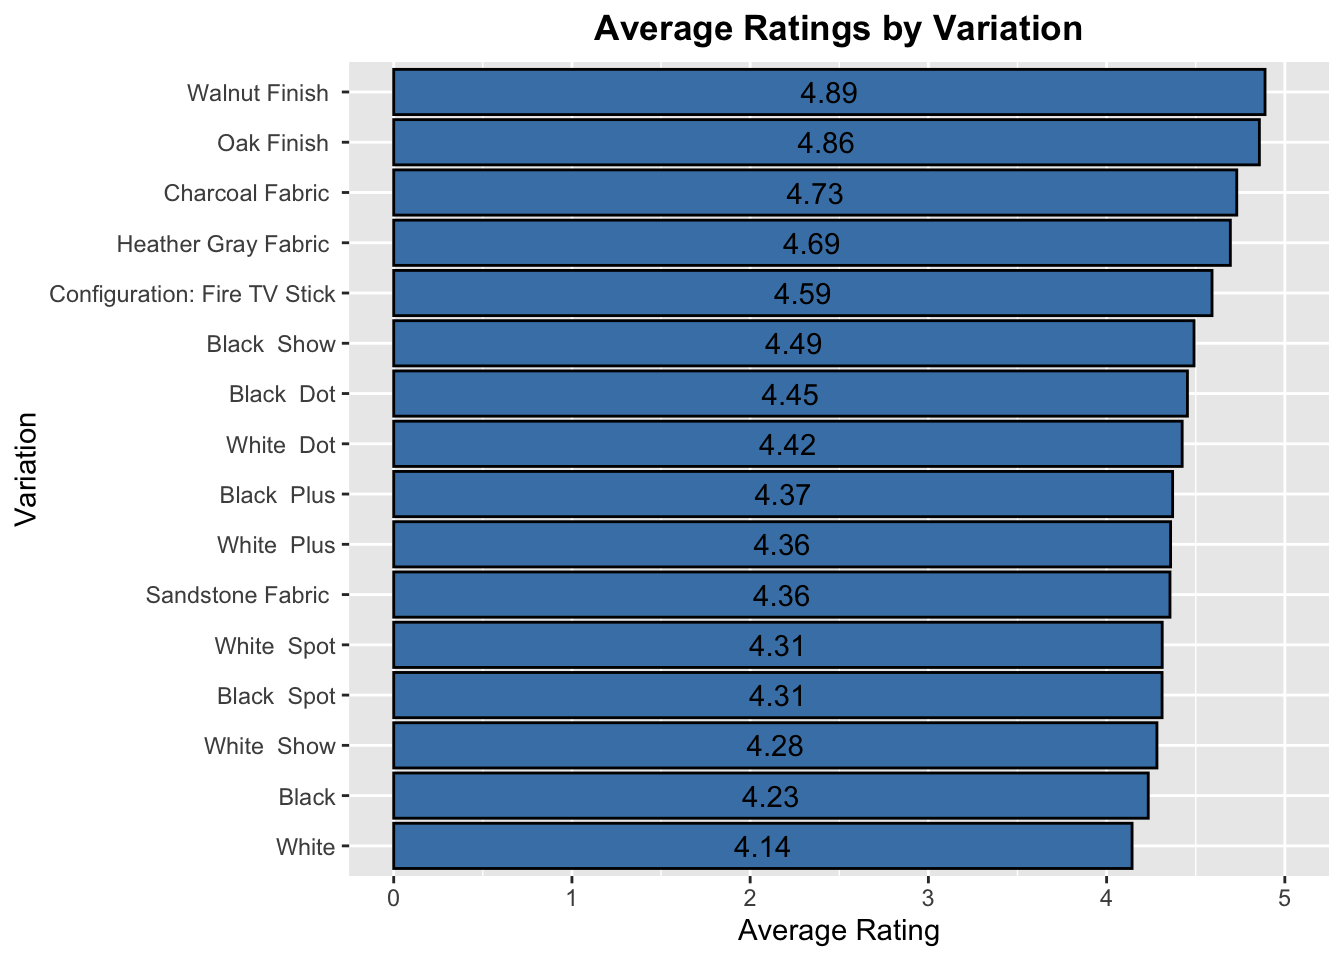 Average Ratings by Variation
Variation
Walnut Finish 4.89
Oak Finish 4.86
Charcoal Fabric 4.73
Heather Gray Fabric 4.69
Configuration: Fire TV Stick 4.59
Black  Show 4.49
Black  Dot 4.45
White  Dot 4.42
Black  Plus 4.37
White  Plus 4.36
Sandstone Fabric 4.36
White  Spot 4.31
Black  Spot 4.31
White  Show 4.28
Black 4.23
White 4.14
0 1 2 3 4 5
Average Rating